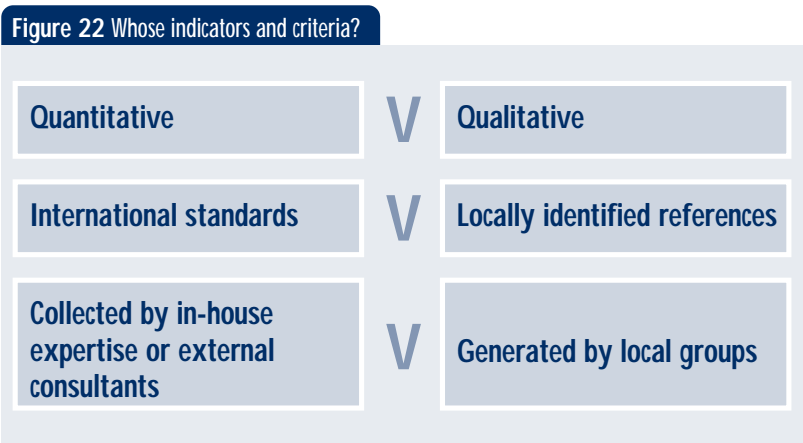 Figure 22 Whose indicators and criteria?
Quantitative
V
Qualitative
International standards
V
Locally identified references
Collected by in-house
expertise or external
consultants
V
Generated by local groups